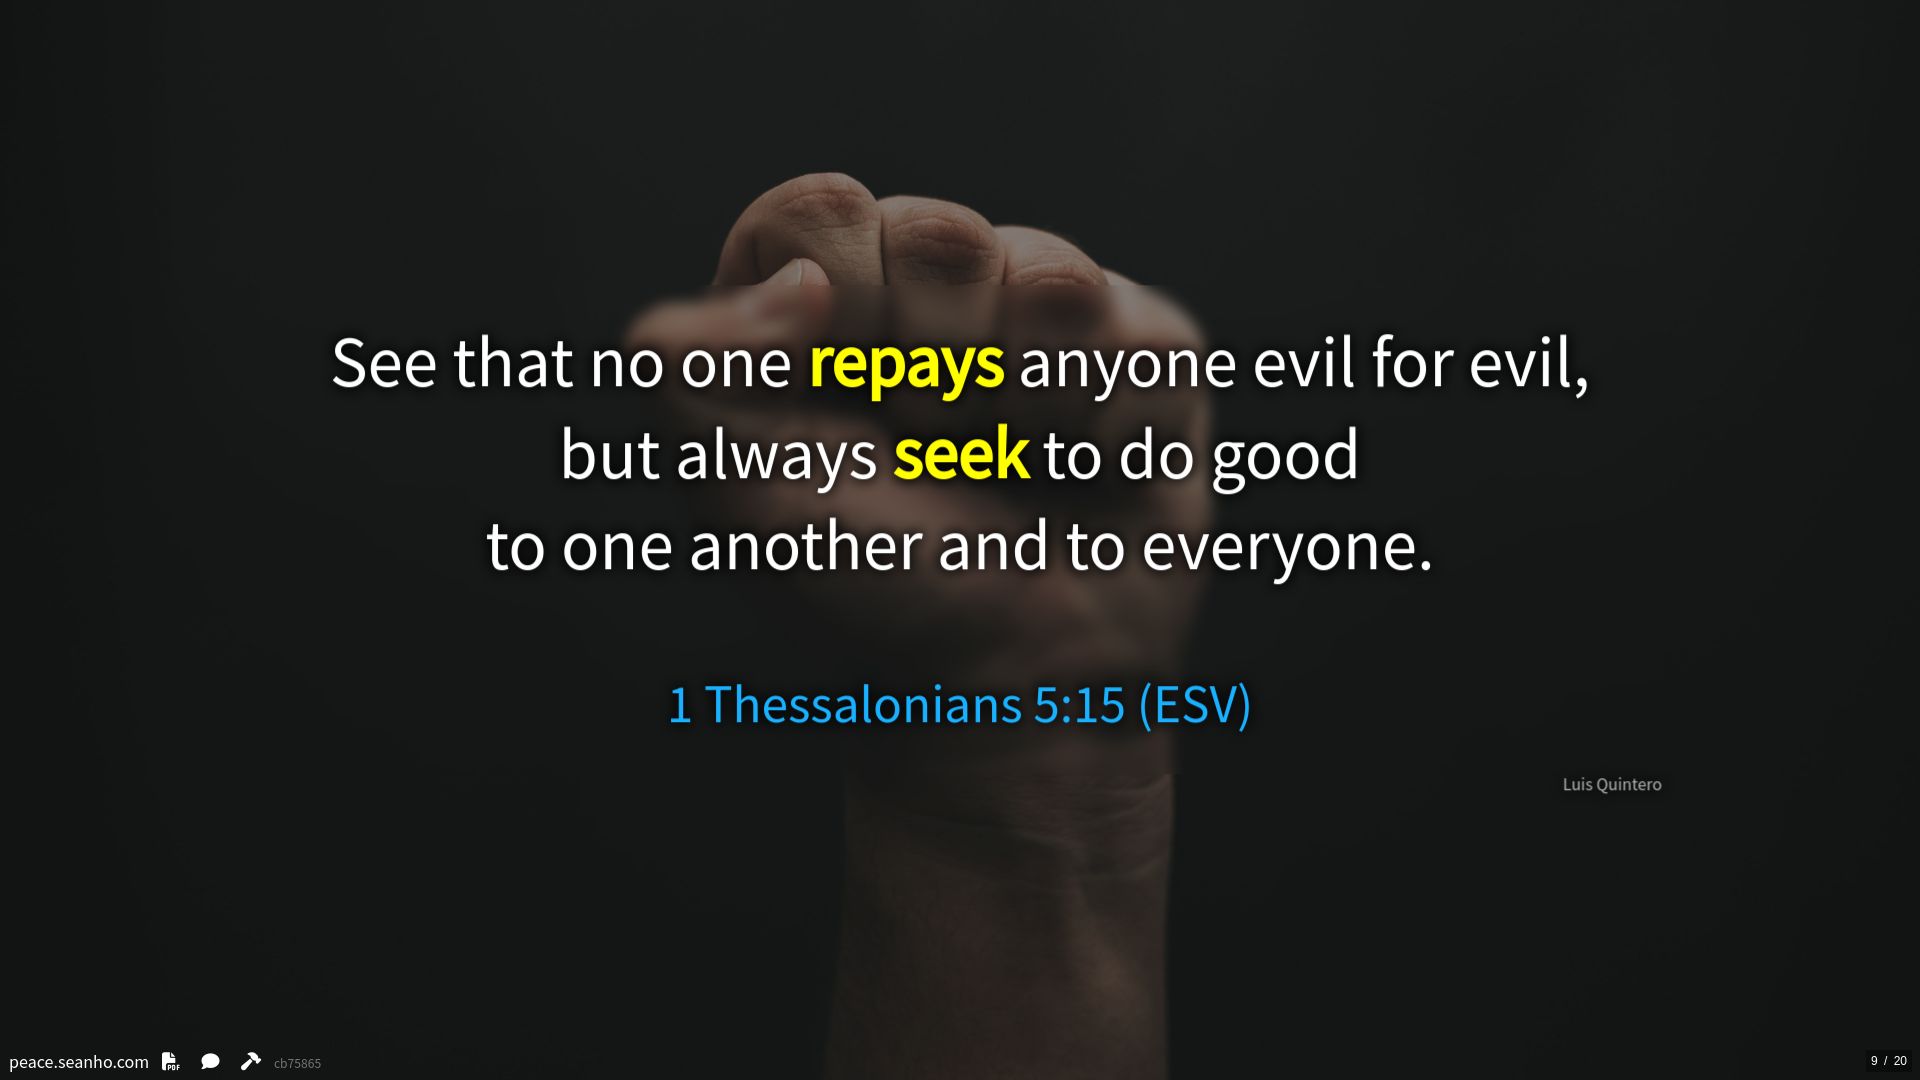 See that no one repays anyone evil for evil,
but always seek to do good
to one another and to everyone.
1 Thessalonians 5:15 (ESV)
Luis Quintero
peace.seanho.com PDF cb75865
9 / 20